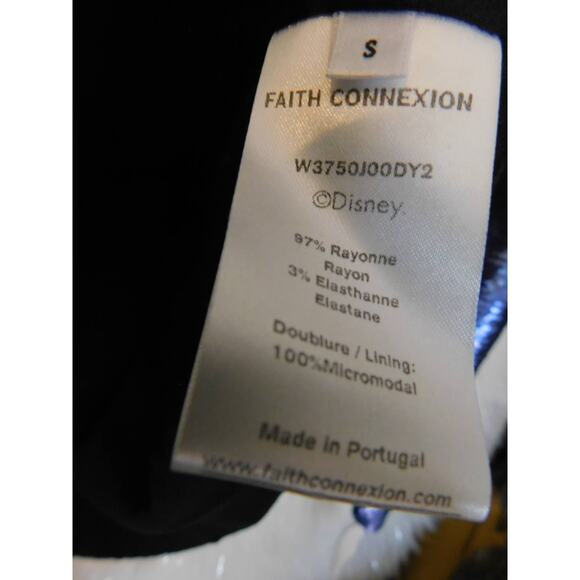 S
FAITH CONNEXION
W3750J00DY2
©Disney.
97% Rayonne
Rayon
3% Elasthanne
Elastane
Doublure / Lining:
100%Micromodal
Made in Portugal
www.faithconnexion.com